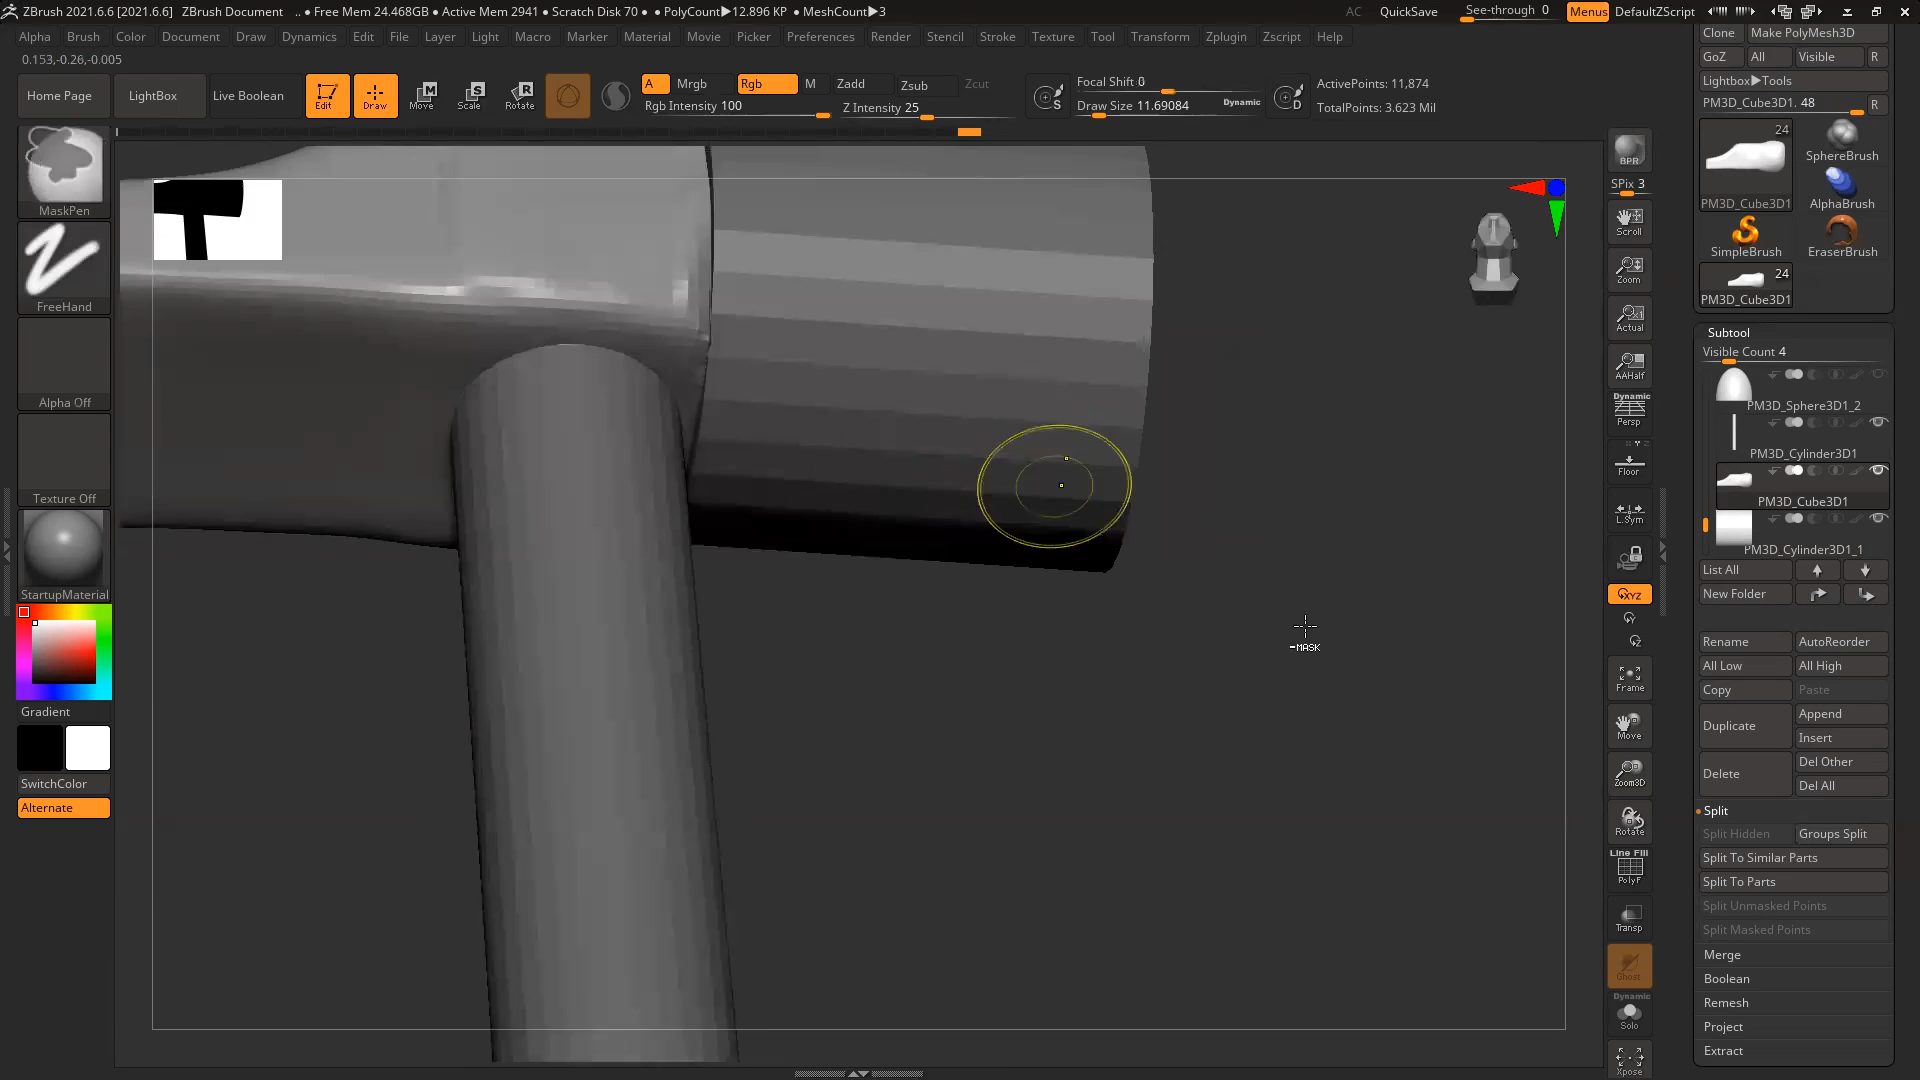 ZBrush 2021.6.6 [2021.6.6] ZBrush Document .. • Free Mem 24.468GB • Active Mem 2941 • Scratch Disk 70 • • PolyCount▶12.896 KP • MeshCount▶3 AC QuickSave See-through 0 Menus DefaultZScript
Alpha Brush Color Document Draw Dynamics Edit File Layer Light Macro Marker Material Movie Picker Preferences Render Stencil Stroke Texture Tool Transform Zplugin Zscript Help
0.153,-0.26,-0.005
Home Page LightBox Live Boolean Edit Draw Move Scale Rotate
A Mrgb Rgb M Zadd Zsub Zcut
Rgb Intensity 100 Z Intensity 25
Focal Shift 0
Draw Size 11.69084 Dynamic
S D
ActivePoints: 11,874
TotalPoints: 3.623 Mil
MaskPen
FreeHand
Alpha Off
Texture Off
StartupMaterial
Gradient
SwitchColor
Alternate
-MASK
BPR
SPix 3
Scroll
Zoom
Actual
AAHalf
Dynamic
Persp
Floor
L.Sym
XYZ
Frame
Move
Zoom3D
Rotate
Line Fill
PolyF
Transp
Ghost
Dynamic
Solo
Xpose
Clone Make PolyMesh3D
GoZ All Visible R
Lightbox▶Tools
PM3D_Cube3D1. 48 R
24
PM3D_Cube3D1
SphereBrush
AlphaBrush
SimpleBrush
EraserBrush
24
PM3D_Cube3D1
Subtool
Visible Count 4
PM3D_Sphere3D1_2
PM3D_Cylinder3D1
PM3D_Cube3D1
PM3D_Cylinder3D1_1
List All
New Folder
Rename AutoReorder
All Low All High
Copy Paste
Duplicate Append
Insert
Delete Del Other
Del All
Split
Split Hidden Groups Split
Split To Similar Parts
Split To Parts
Split Unmasked Points
Split Masked Points
Merge
Boolean
Remesh
Project
Extract